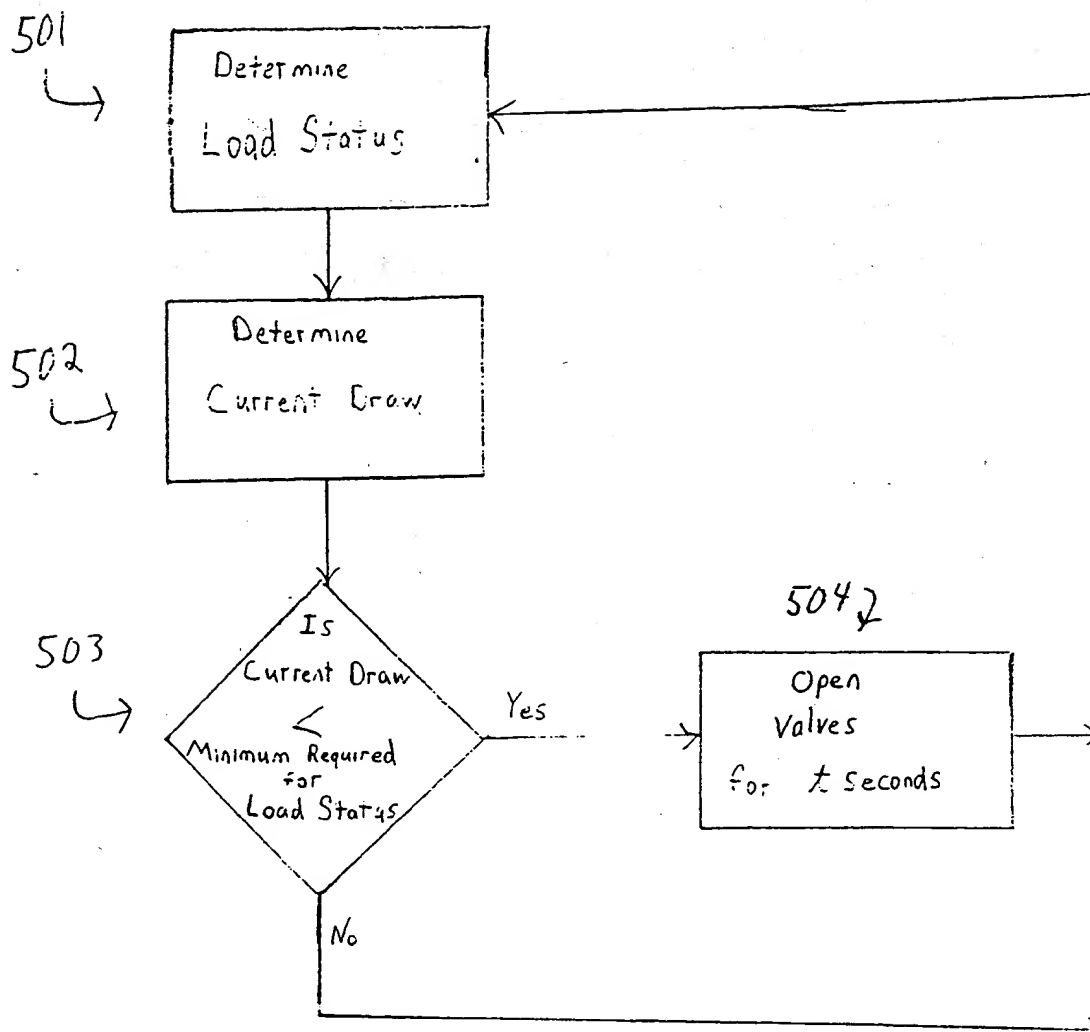 501
Determine
Load Status
502
Determine
Current Draw
503
Is
Current Draw
<
Minimum Required
for
Load Status
Yes
No
504
Open
Valves
for t seconds